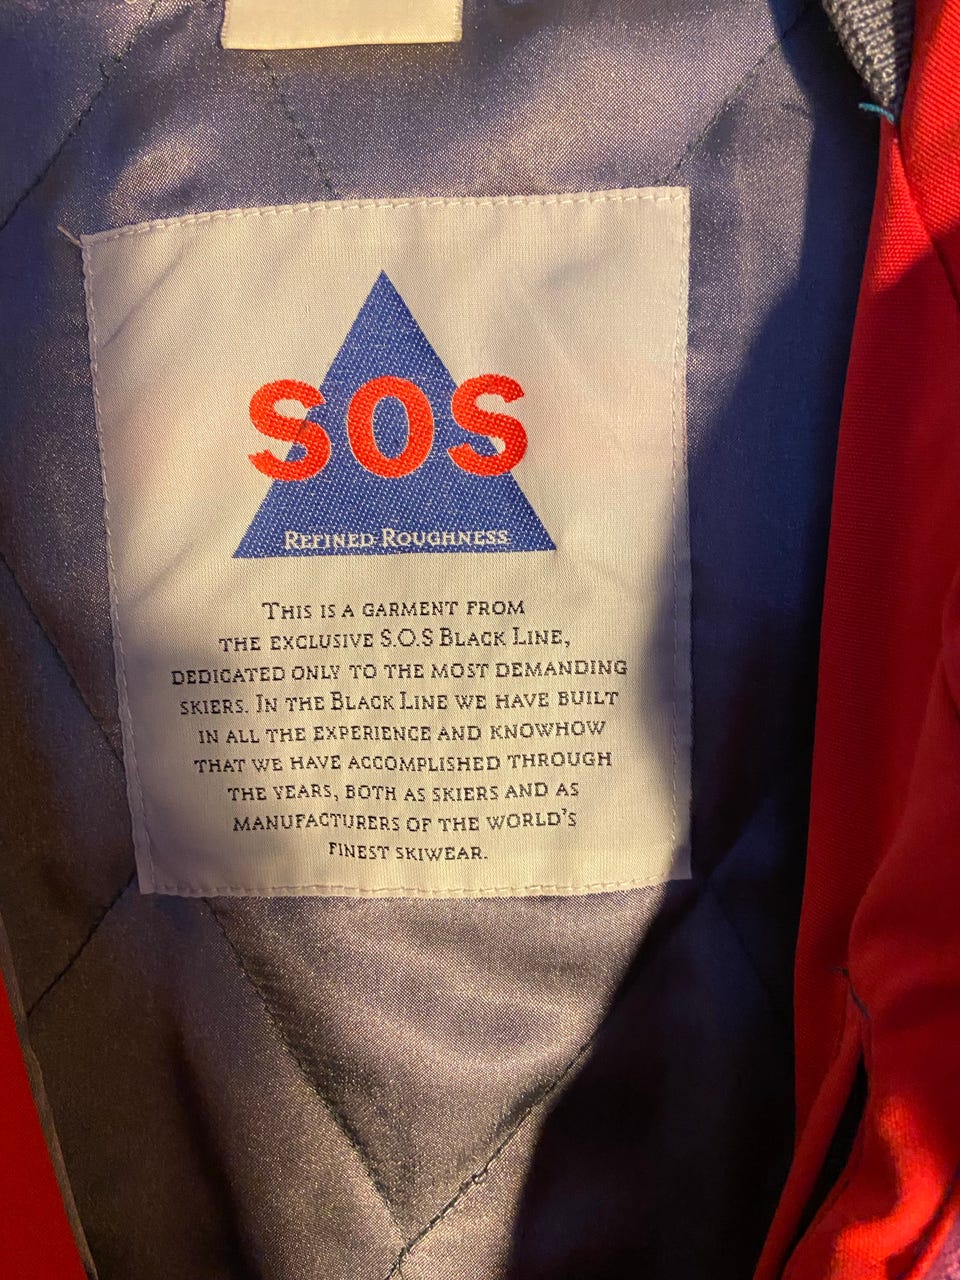 SOS
REFINED ROUGHNESS
THIS IS A GARMENT FROM
THE EXCLUSIVE S.O.S BLACK LINE,
DEDICATED ONLY TO THE MOST DEMANDING
SKIERS. IN THE BLACK LINE WE HAVE BUILT
IN ALL THE EXPERIENCE AND KNOWHOW
THAT WE HAVE ACCOMPLISHED THROUGH
THE YEARS, BOTH AS SKIERS AND AS
MANUFACTURERS OF THE WORLD'S
FINEST SKIWEAR.